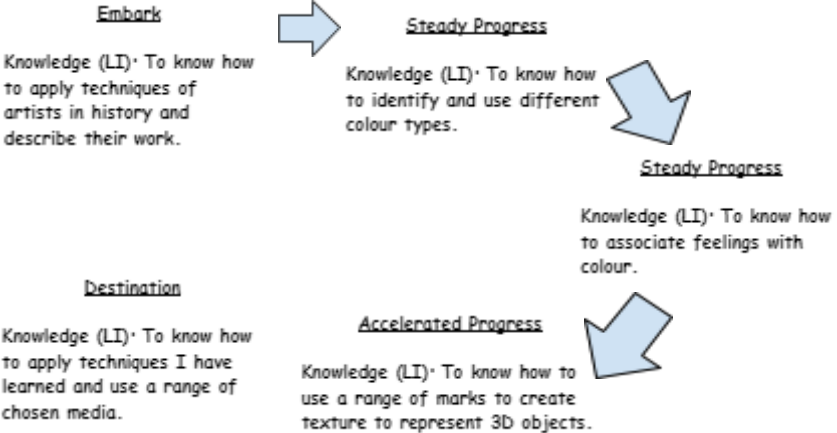 Embark
Knowledge (LI): To know how
to apply techniques of
artists in history and
describe their work.
Steady Progress
Knowledge (LI): To know how
to identify and use different
colour types.
Steady Progress
Knowledge (LI): To know how
to associate feelings with
colour.
Accelerated Progress
Knowledge (LI): To know how to
use a range of marks to create
texture to represent 3D objects.
Destination
Knowledge (LI): To know how
to apply techniques I have
learned and use a range of
chosen media.